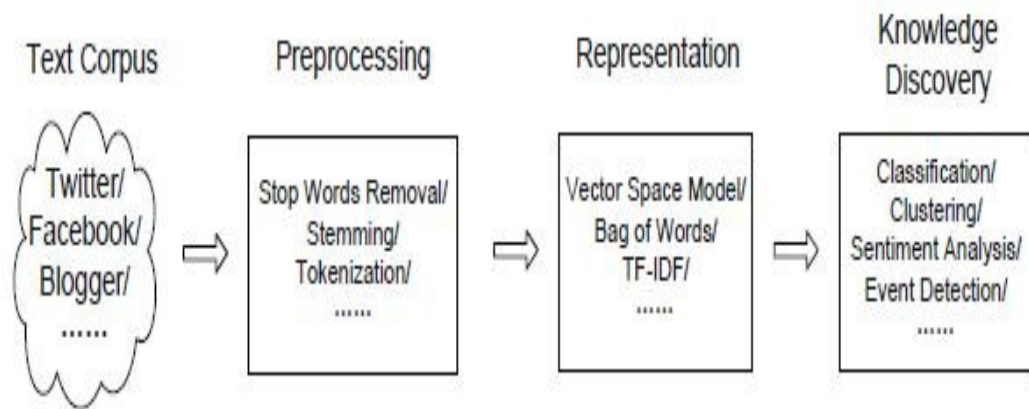 Text Corpus
Twitter/
Facebook/
Blogger/
......
Preprocessing
Stop Words Removal/
Stemming/
Tokenization/
......
Representation
Vector Space Model/
Bag of Words/
TF-IDF/
......
Knowledge
Discovery
Classification/
Clustering/
Sentiment Analysis/
Event Detection/
......